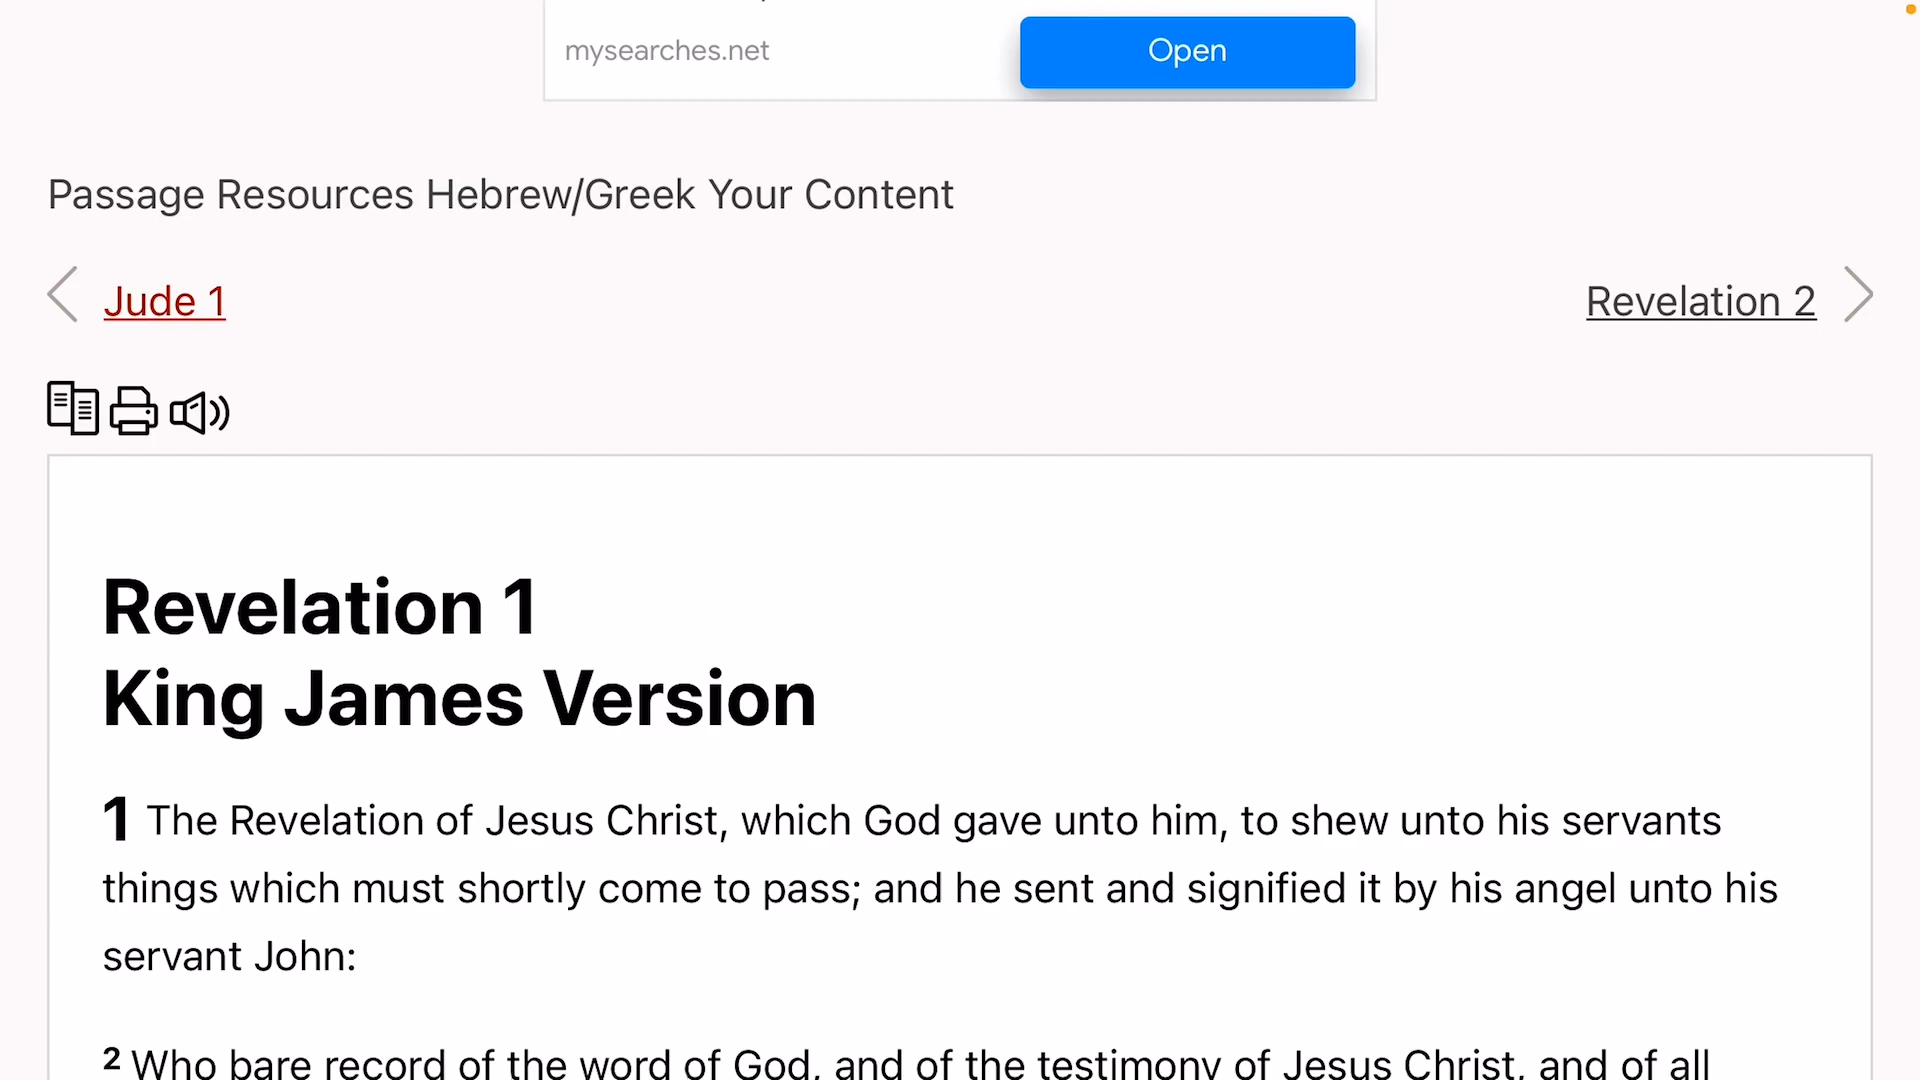 mysearches.net
Open
Passage Resources Hebrew/Greek Your Content
Jude 1
Revelation 2
Revelation 1
King James Version
1 The Revelation of Jesus Christ, which God gave unto him, to shew unto his servants
things which must shortly come to pass; and he sent and signified it by his angel unto his
servant John:
2 Who bare record of the word of God, and of the testimony of Jesus Christ, and of all